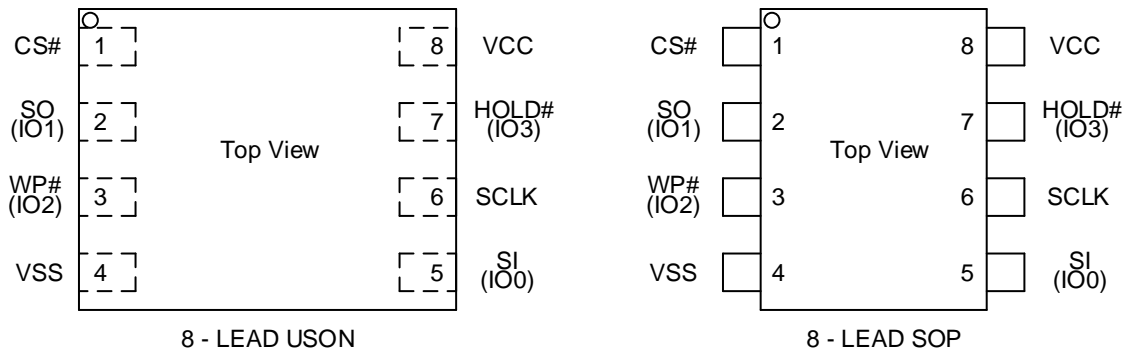 CS# 1 8 VCC
SO
(IO1) 2 7 HOLD#
(IO3)
Top View
WP#
(IO2) 3 6 SCLK
VSS 4 5 SI
(IO0)
8 - LEAD USON
CS# 1 8 VCC
SO
(IO1) 2 7 HOLD#
(IO3)
Top View
WP#
(IO2) 3 6 SCLK
VSS 4 5 SI
(IO0)
8 - LEAD SOP